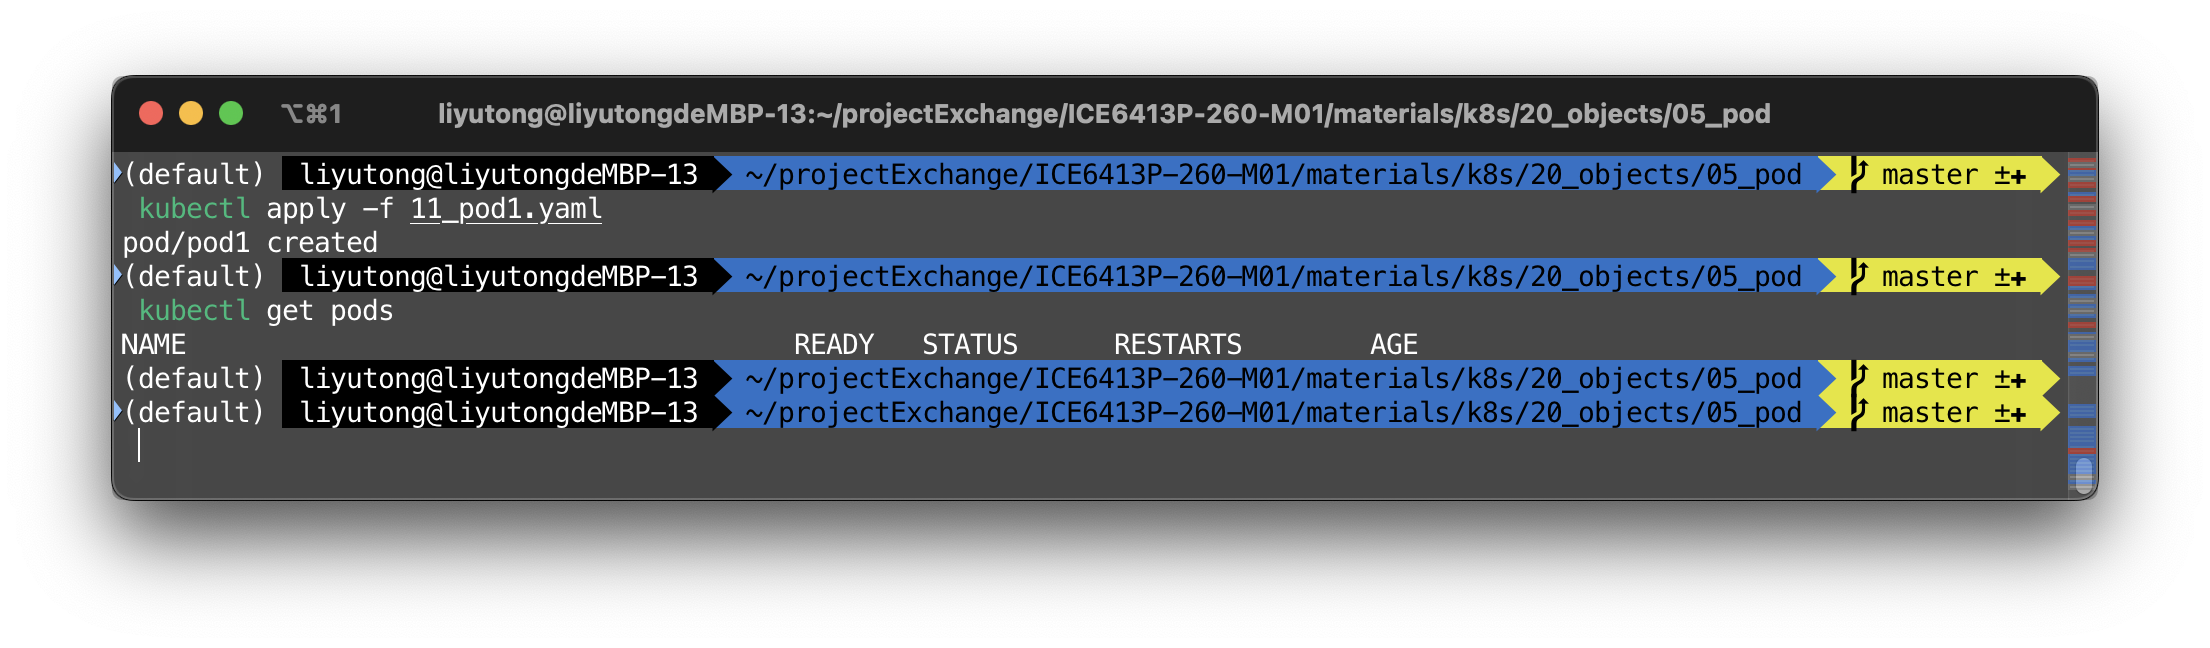 ⌥⌘1 liyutong@liyutongdeMBP-13:~/projectExchange/ICE6413P-260-M01/materials/k8s/20_objects/05_pod
(default) liyutong@liyutongdeMBP-13 ~/projectExchange/ICE6413P-260-M01/materials/k8s/20_objects/05_pod master ±✚
kubectl apply -f 11_pod1.yaml
pod/pod1 created
(default) liyutong@liyutongdeMBP-13 ~/projectExchange/ICE6413P-260-M01/materials/k8s/20_objects/05_pod master ±✚
kubectl get pods
NAME READY STATUS RESTARTS AGE
(default) liyutong@liyutongdeMBP-13 ~/projectExchange/ICE6413P-260-M01/materials/k8s/20_objects/05_pod master ±✚
(default) liyutong@liyutongdeMBP-13 ~/projectExchange/ICE6413P-260-M01/materials/k8s/20_objects/05_pod master ±✚